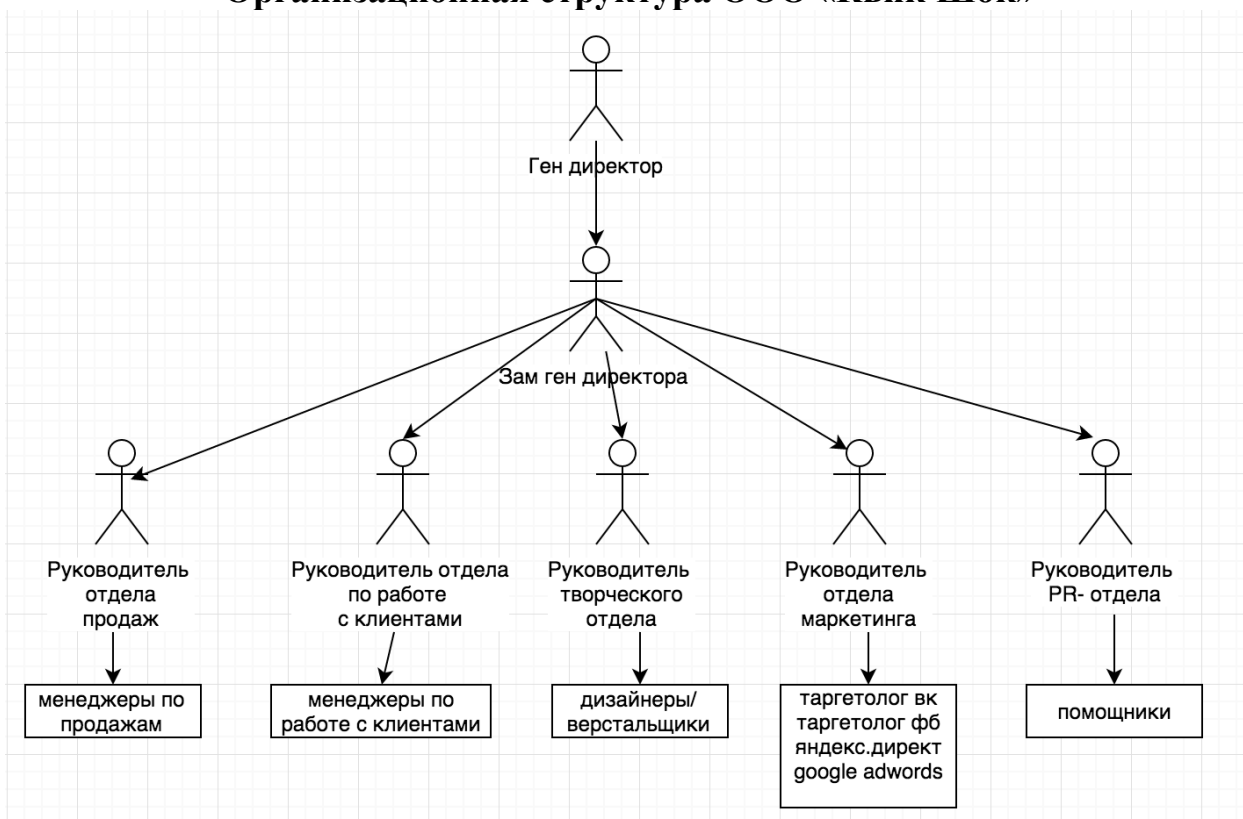 Организационная структура ООО «Квик Шок»
Ген директор
Зам ген директора
Руководитель
отдела
продаж
Руководитель отдела
по работе
с клиентами
Руководитель
творческого
отдела
Руководитель
отдела
маркетинга
Руководитель
PR- отдела
менеджеры по
продажам
менеджеры по
работе с клиентами
дизайнеры/
верстальщики
таргетолог вк
таргетолог фб
яндекс.директ
google adwords
помощники